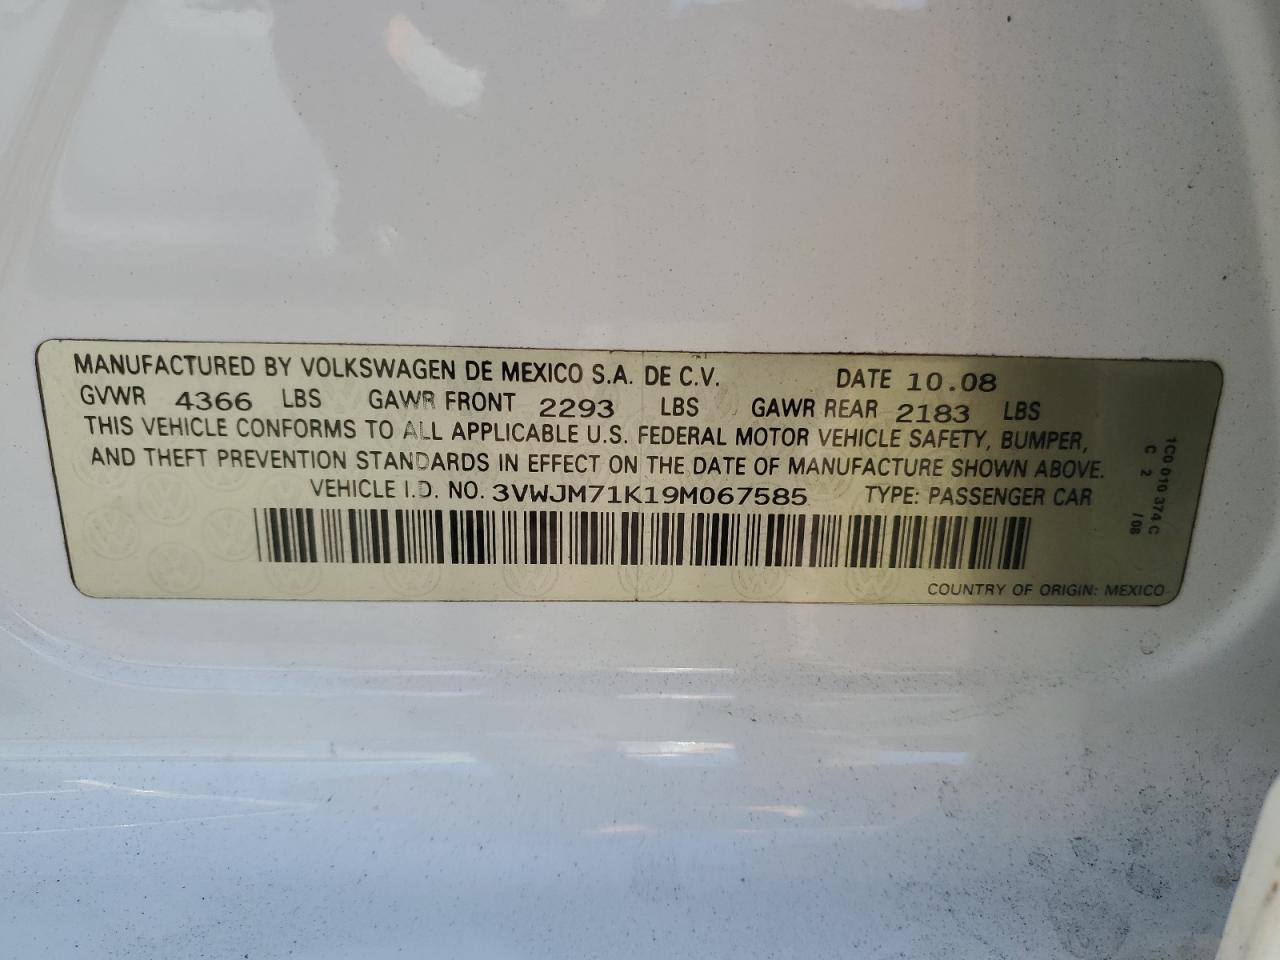 MANUFACTURED BY VOLKSWAGEN DE MEXICO S.A. DE C.V. DATE 10.08
GVWR 4366 LBS GAWR FRONT 2293 LBS GAWR REAR 2183 LBS
THIS VEHICLE CONFORMS TO ALL APPLICABLE U.S. FEDERAL MOTOR VEHICLE SAFETY, BUMPER,
AND THEFT PREVENTION STANDARDS IN EFFECT ON THE DATE OF MANUFACTURE SHOWN ABOVE.
VEHICLE I.D. NO. 3VWJM71K19M067585 TYPE: PASSENGER CAR
COUNTRY OF ORIGIN: MEXICO
1C0 010 374 C
C 2 /08